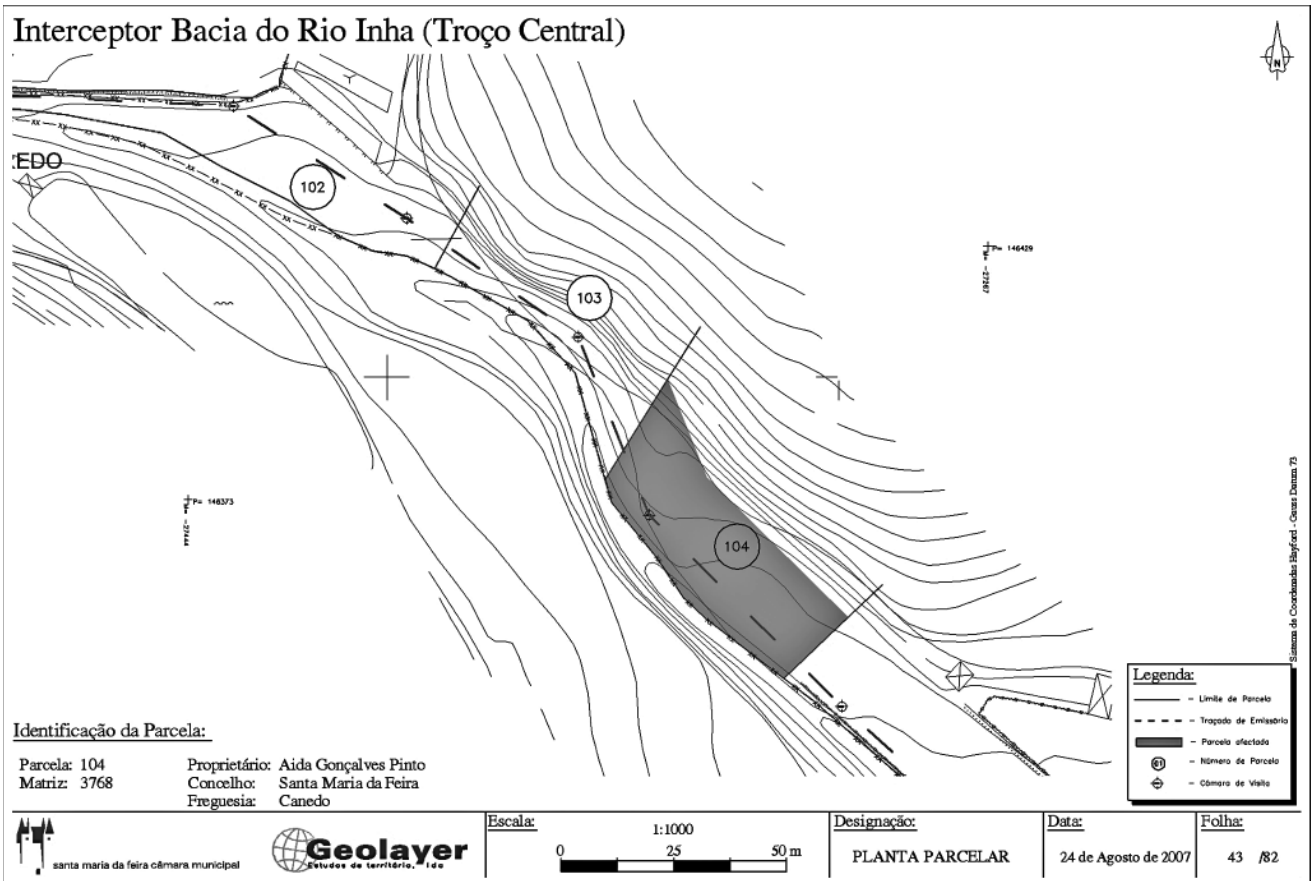 Interceptor Bacia do Rio Inha (Troço Central)
N
EDO
102
103
104
P= 146429
M= -27267
P= 146373
M= -27444
Sistema de Coordenadas Hayford - Gauss Datum 73
Legenda:
- Limite de Parcela
- Traçado de Emissário
- Parcela afectada
61 - Número de Parcela
- Câmara de Visita
Identificação da Parcela:
Parcela: 104 Proprietário: Aida Gonçalves Pinto
Matriz: 3768 Concelho: Santa Maria da Feira
Freguesia: Canedo
santa maria da feira câmara municipal
Geolayer
Estudos de território, lda
Escala:
1:1000
0 25 50 m
Designação:
PLANTA PARCELAR
Data:
24 de Agosto de 2007
Folha:
43 /82